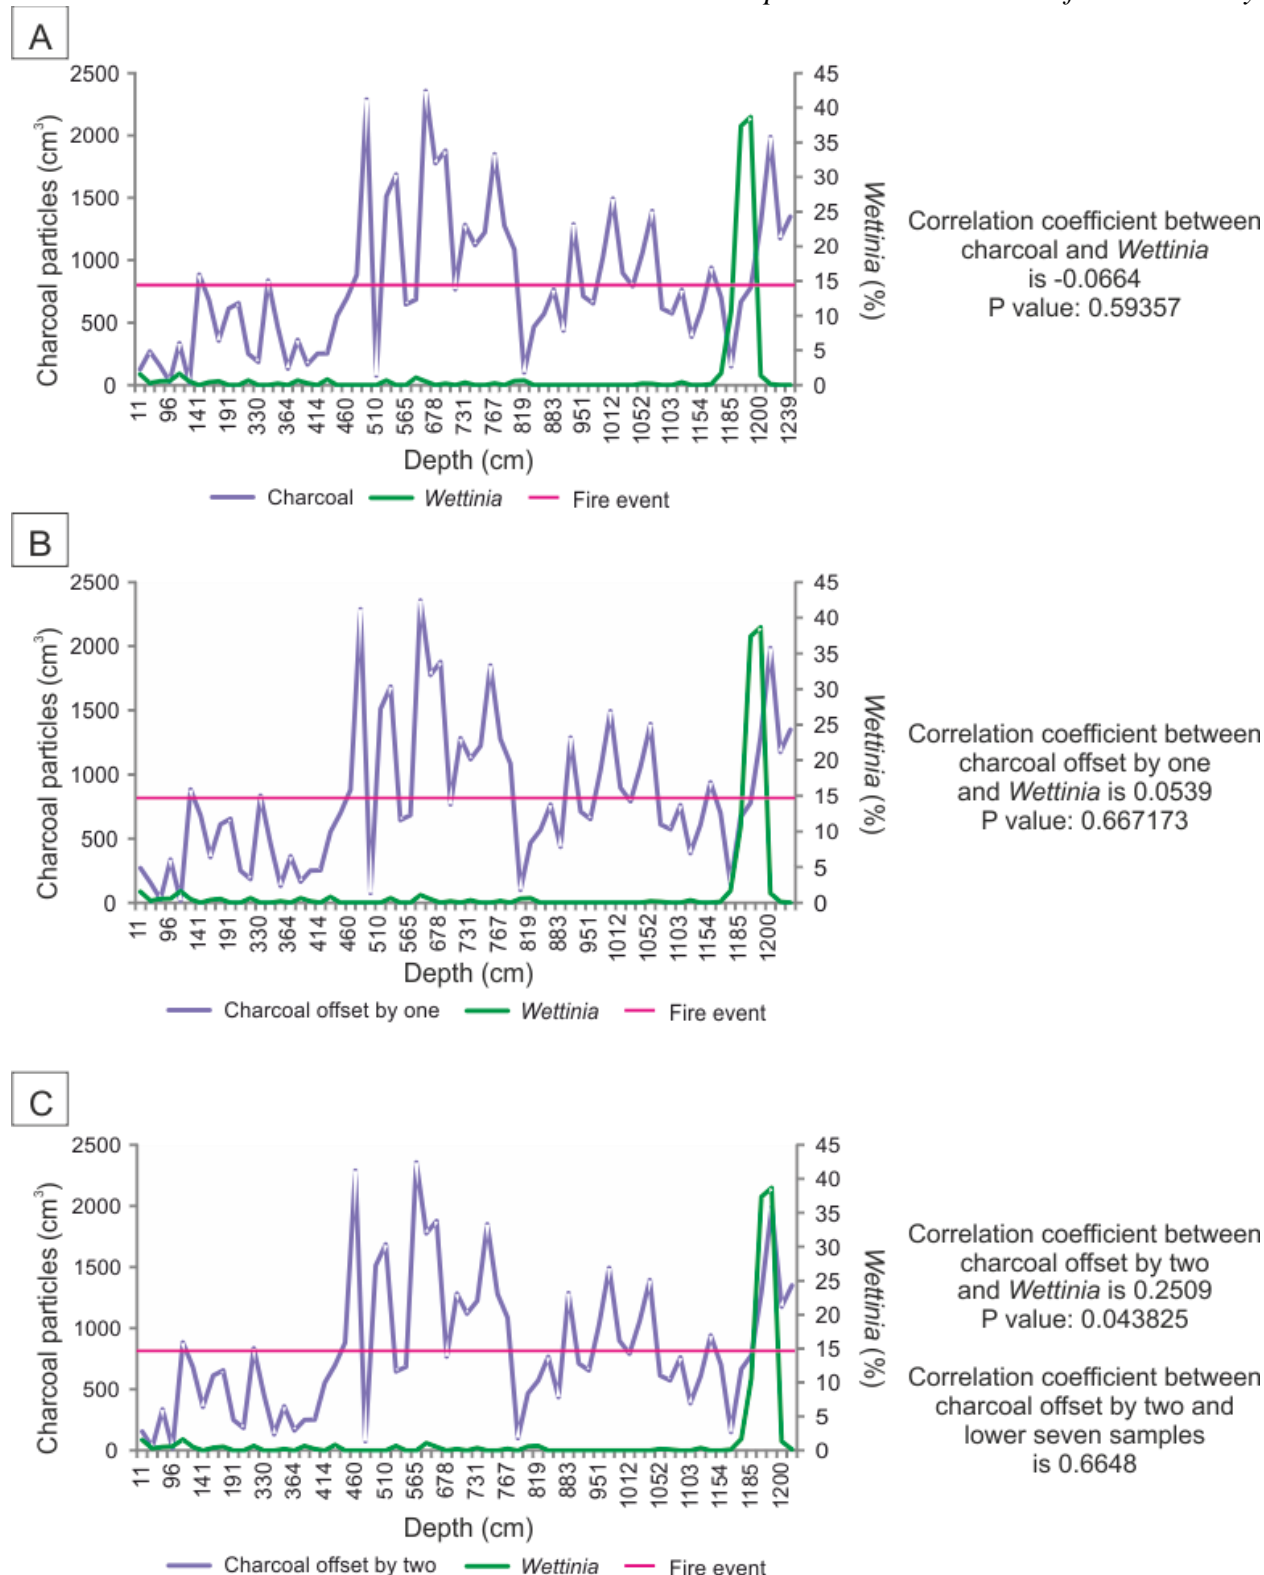 A
2500
2000
1500
1000
500
0
45
40
35
30
25
20
15
10
5
0
Charcoal particles (cm³)
Wettinia (%)
11 96 141 191 330 364 414 460 510 565 678 731 767 819 883 951 1012 1052 1103 1154 1185 1200 1239
Depth (cm)
Charcoal Wettinia Fire event
Correlation coefficient between
charcoal and Wettinia
is -0.0664
P value: 0.59357
B
2500
2000
1500
1000
500
0
45
40
35
30
25
20
15
10
5
0
Charcoal particles (cm³)
Wettinia (%)
11 96 141 191 330 364 414 460 510 565 678 731 767 819 883 951 1012 1052 1103 1154 1185 1200
Depth (cm)
Charcoal offset by one Wettinia Fire event
Correlation coefficient between
charcoal offset by one
and Wettinia is 0.0539
P value: 0.667173
C
2500
2000
1500
1000
500
0
45
40
35
30
25
20
15
10
5
0
Charcoal particles (cm³)
Wettinia (%)
11 96 141 191 330 364 414 460 510 565 678 731 767 819 883 951 1012 1052 1103 1154 1185 1200
Depth (cm)
Charcoal offset by two Wettinia Fire event
Correlation coefficient between
charcoal offset by two
and Wettinia is 0.2509
P value: 0.043825
Correlation coefficient between
charcoal offset by two and
lower seven samples
is 0.6648